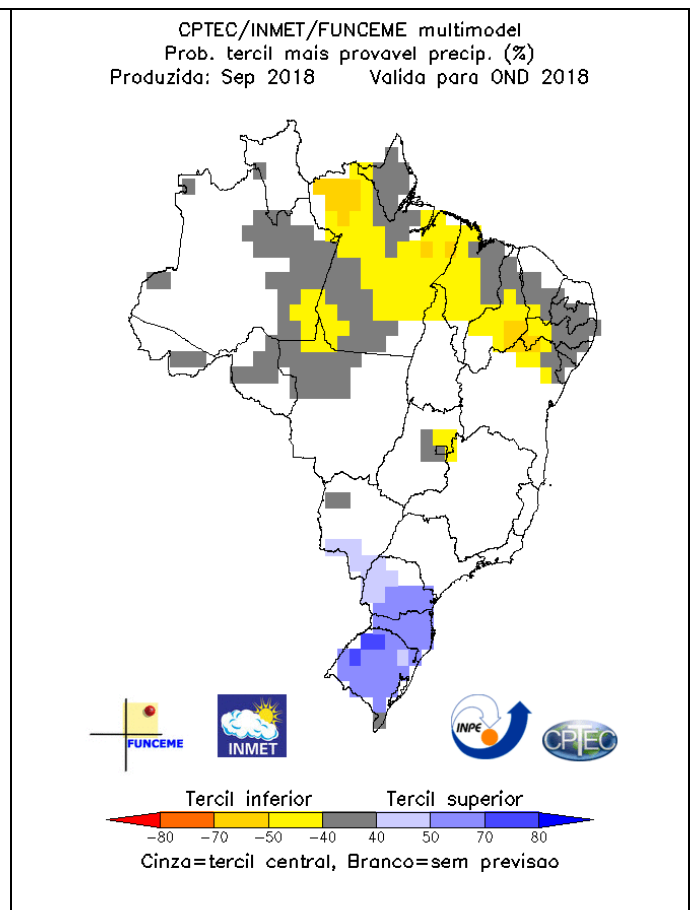 CPTEC/INMET/FUNCEME multimodel
Prob. tercil mais provavel precip. (%)
Produzida: Sep 2018 Valida para OND 2018
FUNCEME
INMET
INPE
CPTEC
Tercil inferior Tercil superior
-80 -70 -50 -40 40 50 70 80
Cinza=tercil central, Branco=sem previsao